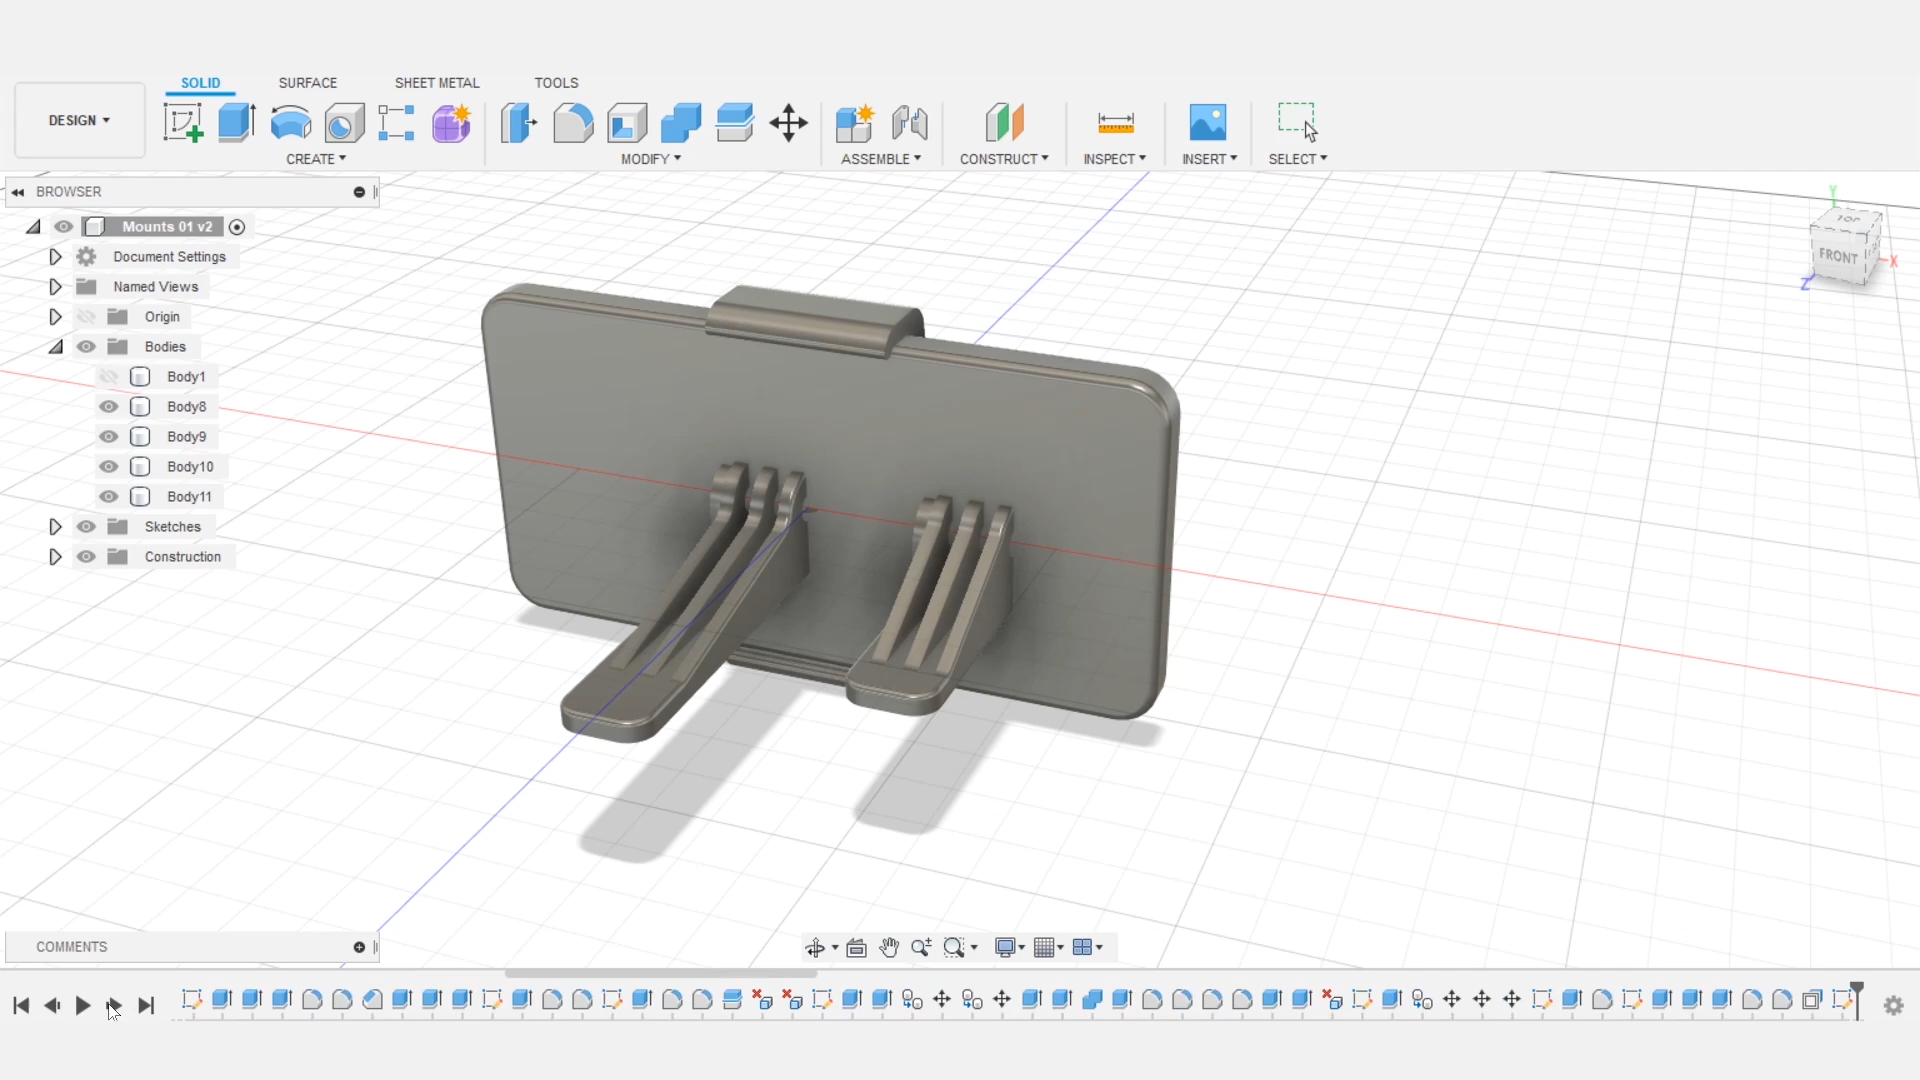 SOLID SURFACE SHEET METAL TOOLS
DESIGN
CREATE MODIFY ASSEMBLE CONSTRUCT INSPECT INSERT SELECT
BROWSER
Mounts 01 v2
Document Settings
Named Views
Origin
Bodies
Body1
Body8
Body9
Body10
Body11
Sketches
Construction
Y
TOP
FRONT
X
Z
COMMENTS